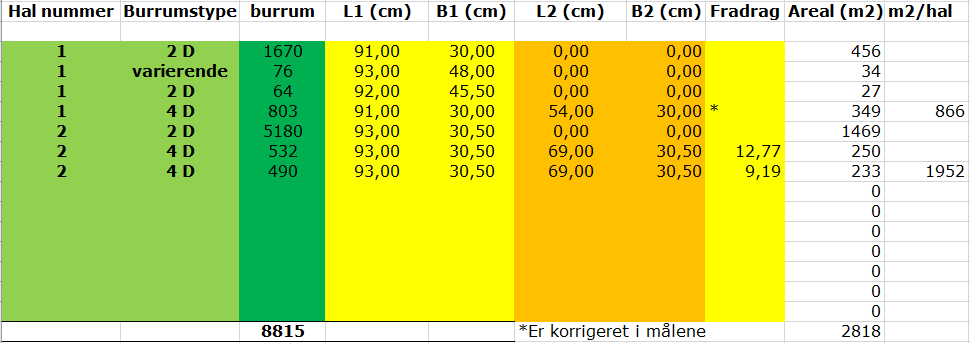 Hal nummer Burrumstype burrum L1 (cm) B1 (cm) L2 (cm) B2 (cm) Fradrag Areal (m2) m2/hal
1 2 D 1670 91,00 30,00 0,00 0,00 456
1 varierende 76 93,00 48,00 0,00 0,00 34
1 2 D 64 92,00 45,50 0,00 0,00 27
1 4 D 803 91,00 30,00 54,00 30,00 * 349 866
2 2 D 5180 93,00 30,50 0,00 0,00 1469
2 4 D 532 93,00 30,50 69,00 30,50 12,77 250
2 4 D 490 93,00 30,50 69,00 30,50 9,19 233 1952
0
0
0
0
0
0
0
8815 *Er korrigeret i målene 2818